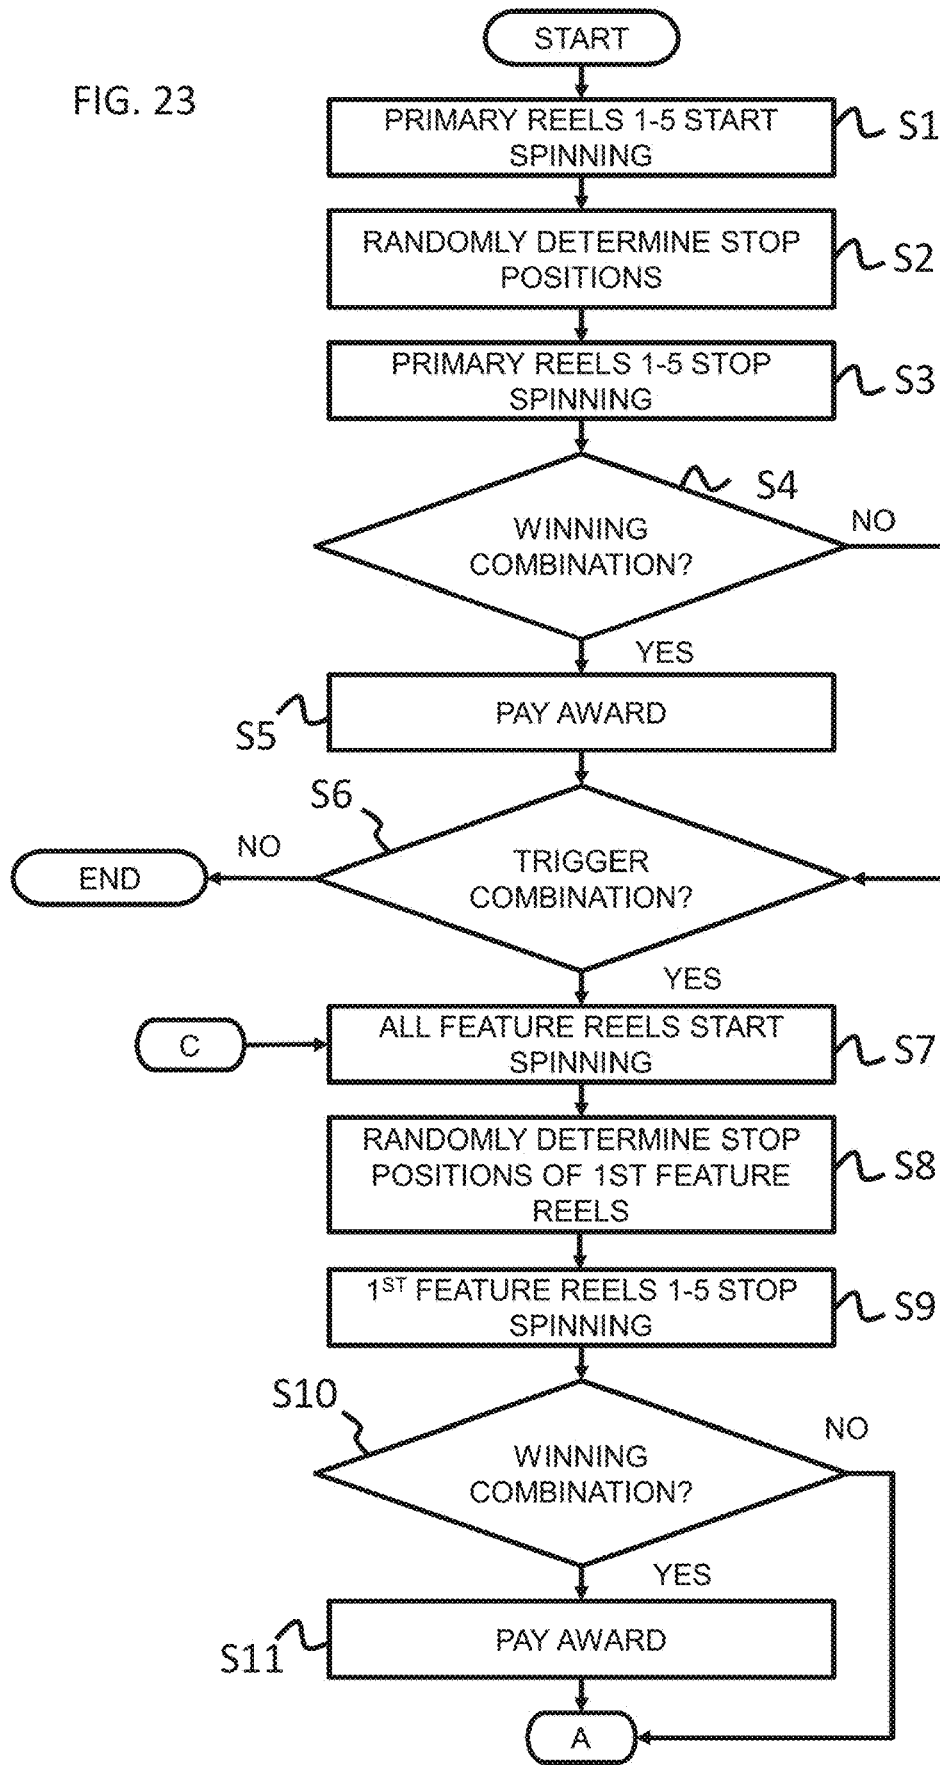 START
FIG. 23
PRIMARY REELS 1-5 START
SPINNING
S1
RANDOMLY DETERMINE STOP
POSITIONS
S2
PRIMARY REELS 1-5 STOP
SPINNING
S3
S4
WINNING
COMBINATION?
NO
YES
PAY AWARD
S5
S6
TRIGGER
COMBINATION?
NO
END
YES
C
ALL FEATURE REELS START
SPINNING
S7
RANDOMLY DETERMINE STOP
POSITIONS OF 1ST FEATURE
REELS
S8
1ST FEATURE REELS 1-5 STOP
SPINNING
S9
S10
WINNING
COMBINATION?
NO
YES
PAY AWARD
S11
A